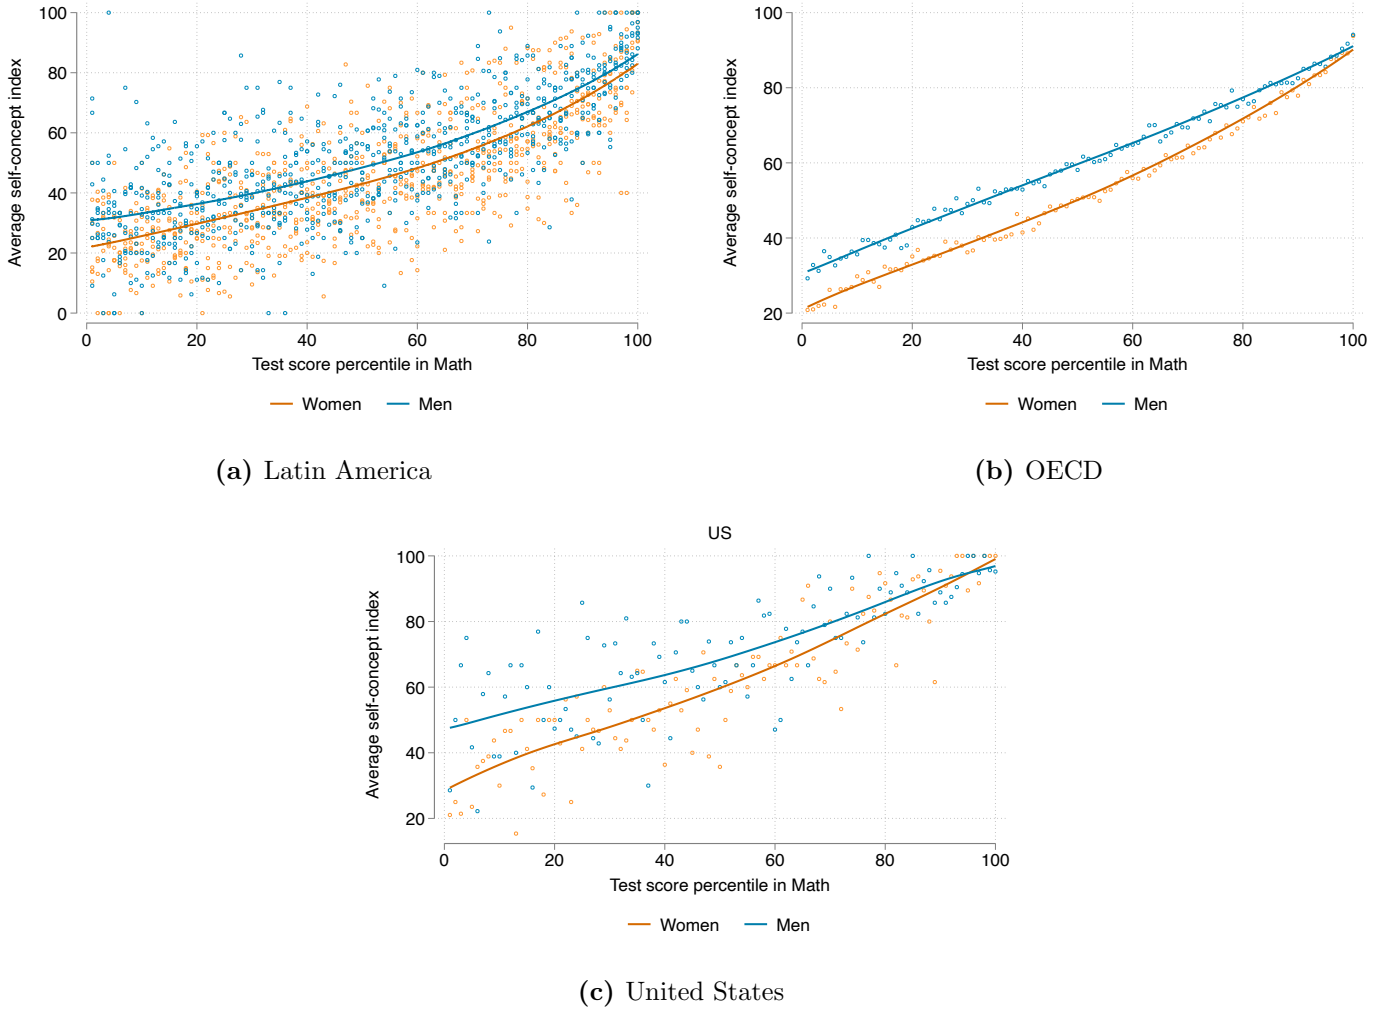 Average self-concept index
100
80
60
40
20
0
0 20 40 60 80 100
Test score percentile in Math
Women Men
(a) Latin America
Average self-concept index
100
80
60
40
20
0 20 40 60 80 100
Test score percentile in Math
Women Men
(b) OECD
US
Average self-concept index
100
80
60
40
20
0 20 40 60 80 100
Test score percentile in Math
Women Men
(c) United States